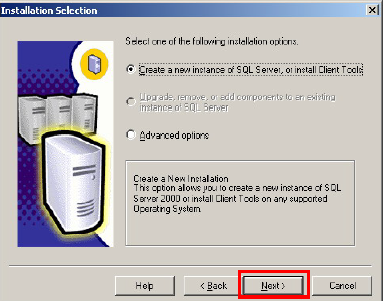 Installation Selection
Select one of the following installation options.
Create a new instance of SQL Server, or install Client Tools
Upgrade, remove, or add components to an existing
instance of SQL Server
Advanced options
Create a New Installation
This option allows you to create a new instance of SQL
Server 2000 or install Client Tools on any supported
Operating System.
Help
< Back
Next >
Cancel